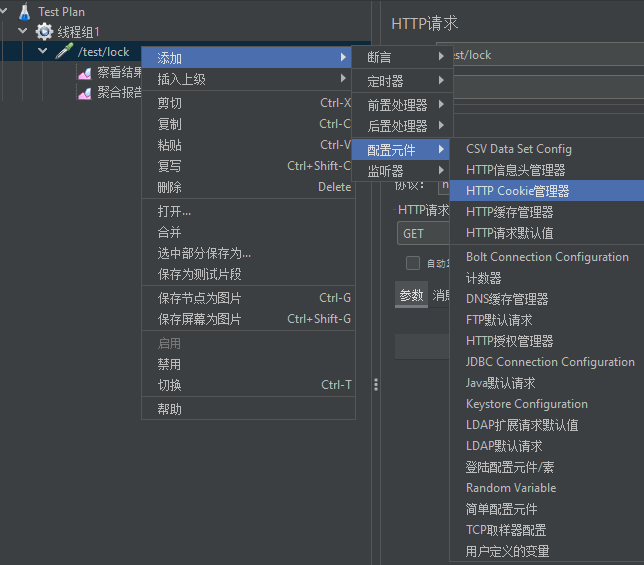 Test Plan
线程组1
/test/lock
察看结果
聚合报告
添加
插入上级
剪切 Ctrl-X
复制 Ctrl-C
粘贴 Ctrl-V
复写 Ctrl+Shift-C
删除 Delete
打开...
合并
选中部分保存为...
保存为测试片段
保存节点为图片 Ctrl-G
保存屏幕为图片 Ctrl+Shift-G
启用
禁用
切换 Ctrl-T
帮助
断言
定时器
前置处理器
后置处理器
配置元件
监听器
HTTP请求
est/lock
协议:
HTTP请求
GET
自动
参数
CSV Data Set Config
HTTP信息头管理器
HTTP Cookie管理器
HTTP缓存管理器
HTTP请求默认值
Bolt Connection Configuration
计数器
DNS缓存管理器
FTP默认请求
HTTP授权管理器
JDBC Connection Configuration
Java默认请求
Keystore Configuration
LDAP扩展请求默认值
LDAP默认请求
登陆配置元件/素
Random Variable
简单配置元件
TCP取样器配置
用户定义的变量